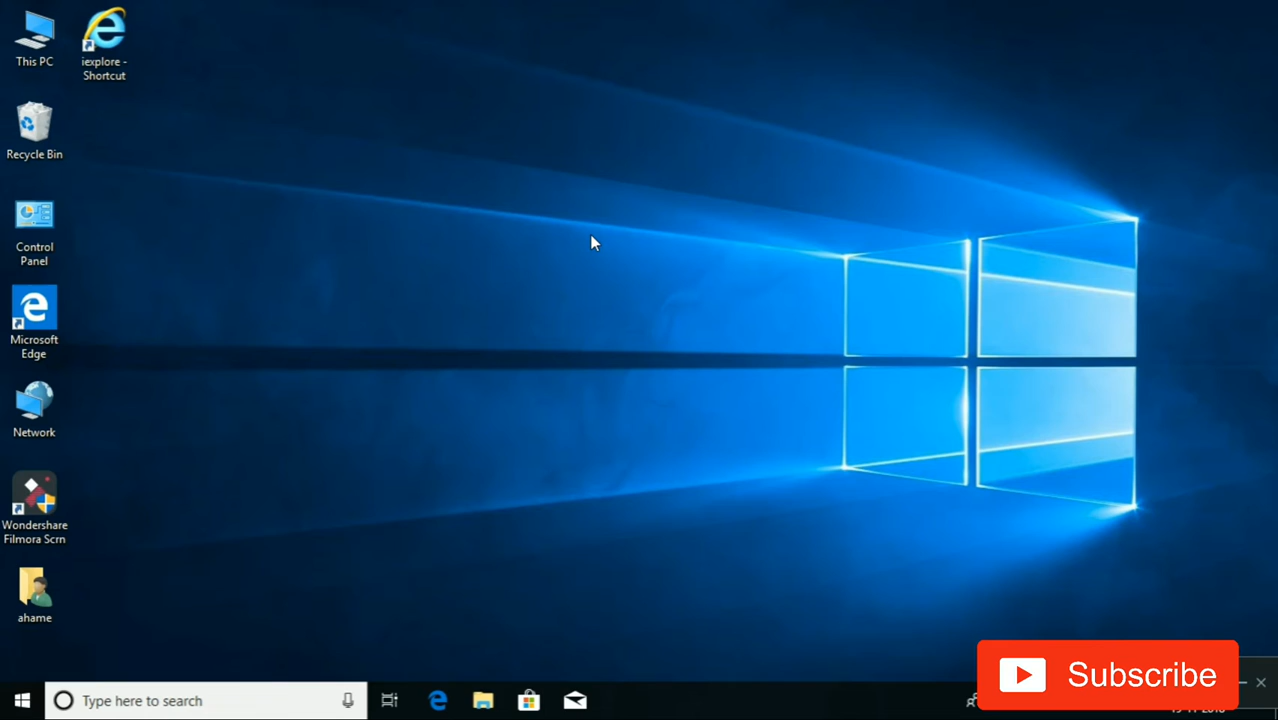 This PC
iexplore -
Shortcut
Recycle Bin
Control
Panel
Microsoft
Edge
Network
Wondershare
Filmora Scrn
ahame
Type here to search
Subscribe